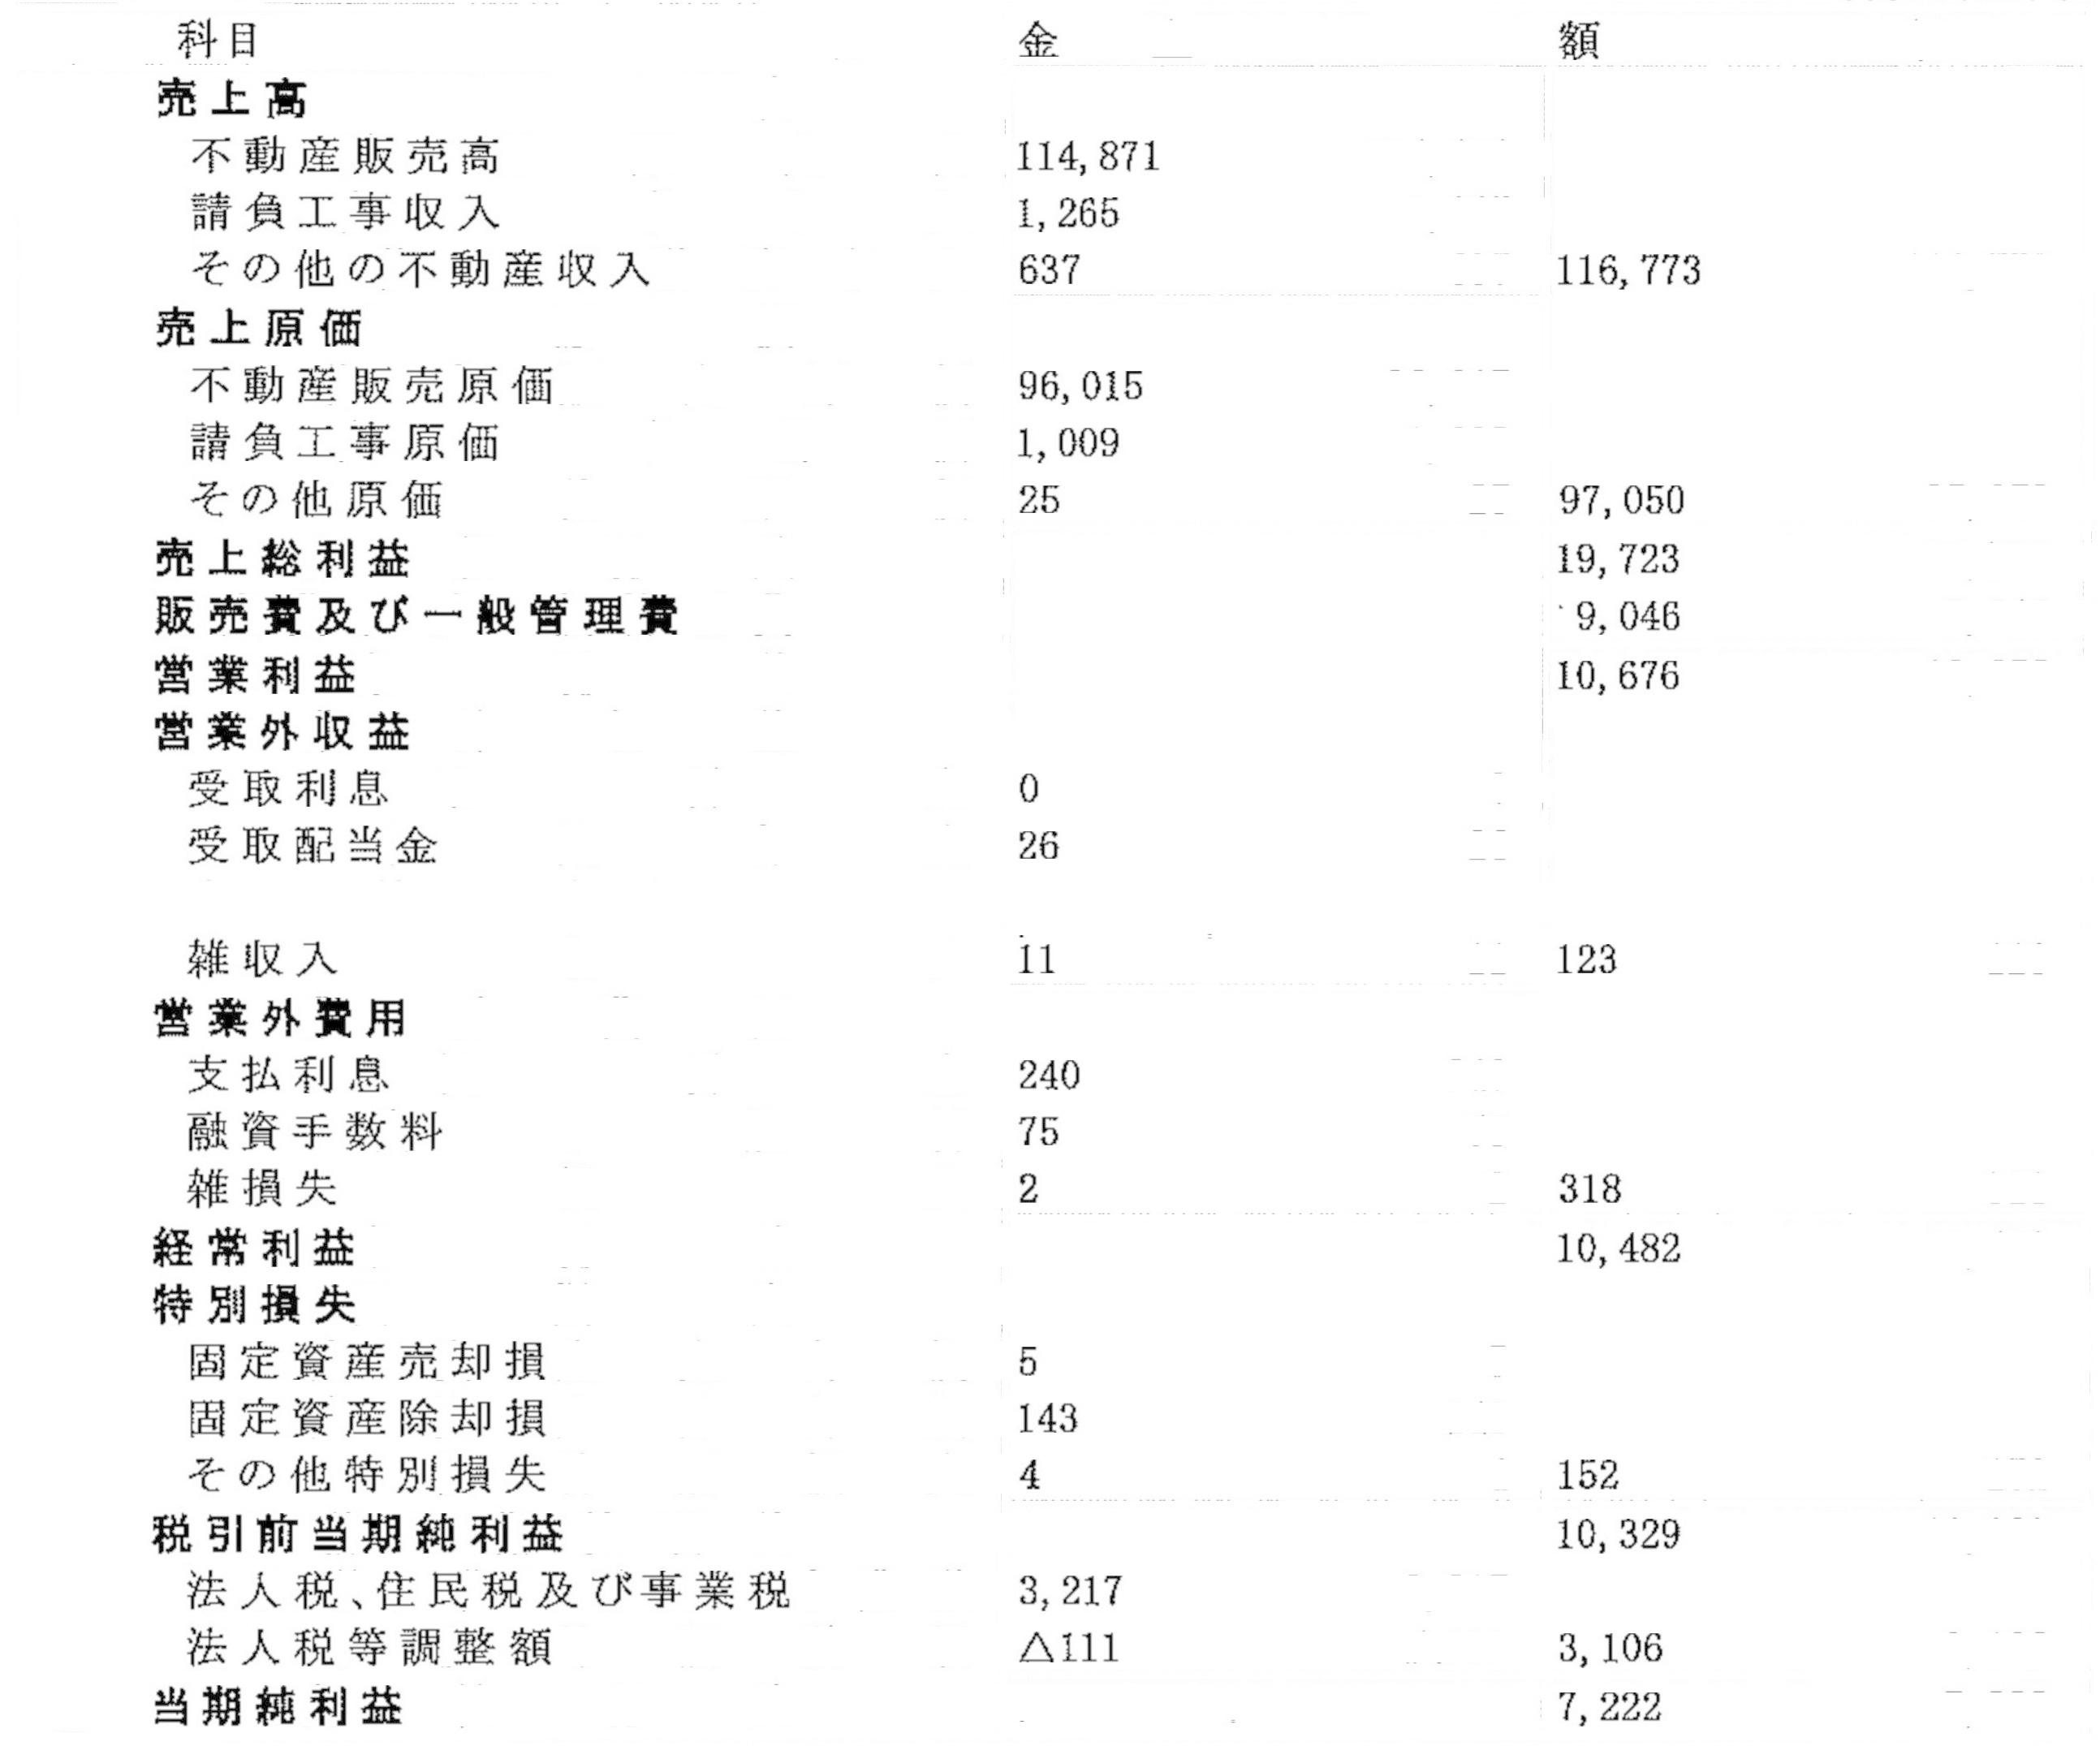 科目 金 額
売上高
不動産販売高 114,871
請負工事収入 1,265
その他の不動産収入 637 116,773
売上原価
不動産販売原価 96,015
請負工事原価 1,009
その他原価 25 97,050
売上総利益 19,723
販売費及び一般管理費 9,046
営業利益 10,676
営業外収益
受取利息 0
受取配当金 26
雑収入 11 123
営業外費用
支払利息 240
融資手数料 75
雑損失 2 318
経常利益 10,482
特別損失
固定資産売却損 5
固定資産除却損 143
その他特別損失 4 152
税引前当期純利益 10,329
法人税、住民税及び事業税 3,217
法人税等調整額 △111 3,106
当期純利益 7,222